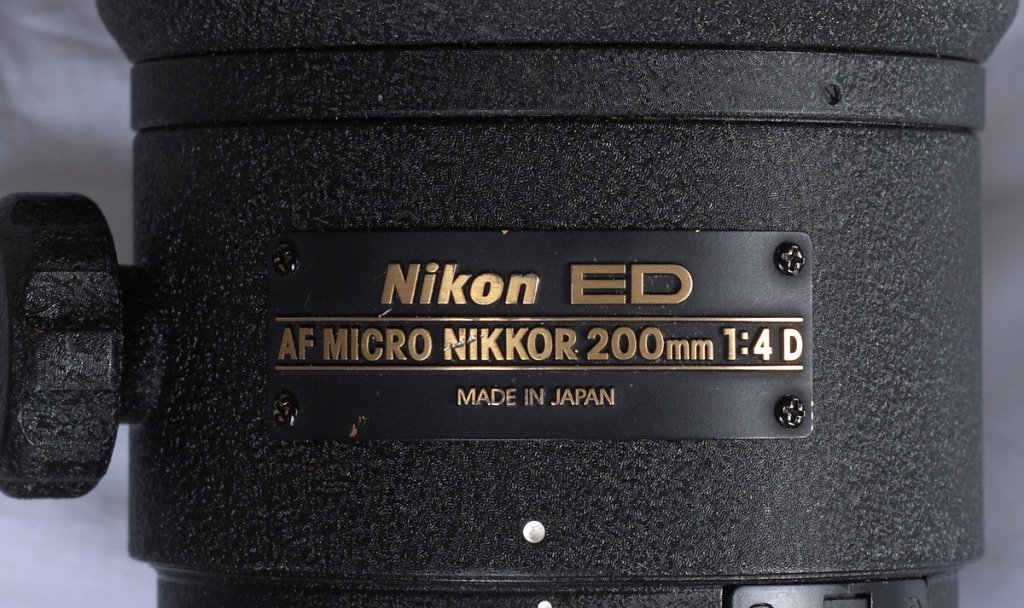 Nikon ED
AF MICRO NIKKOR 200mm 1:4 D
MADE IN JAPAN